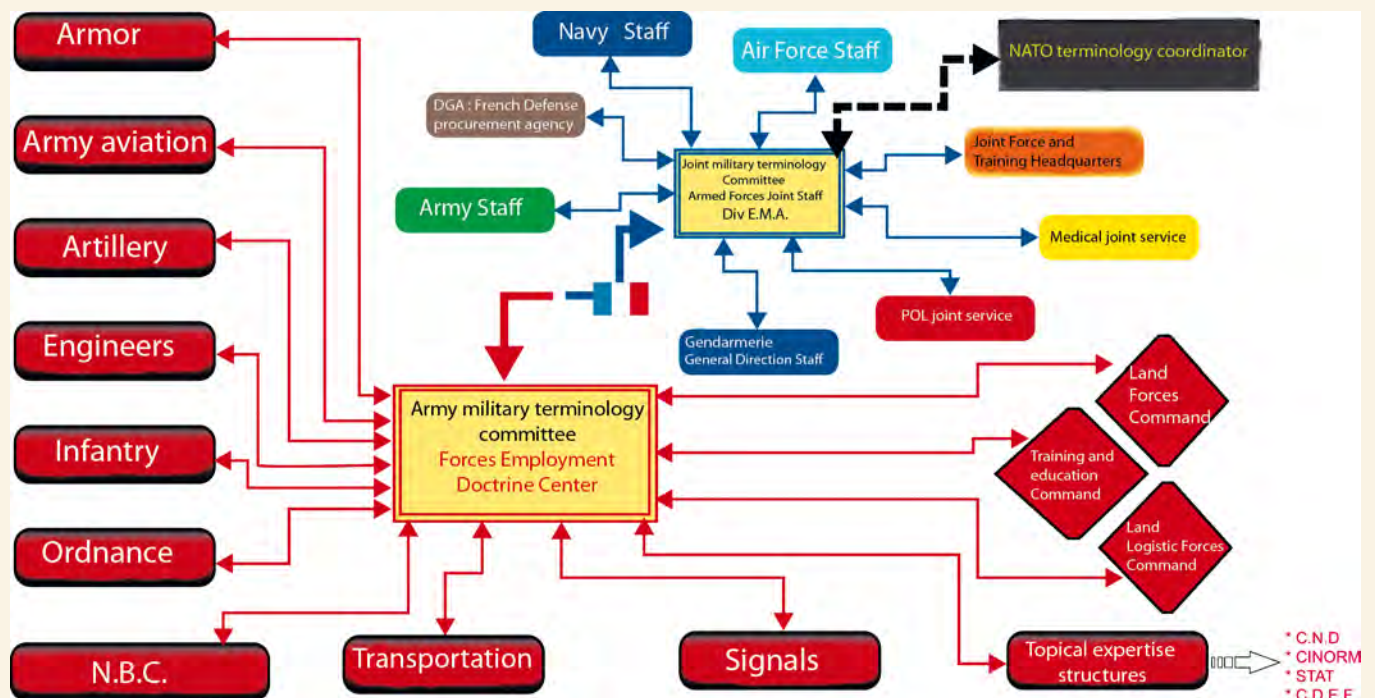 Armor
Navy Staff
Air Force Staff
NATO terminology coordinator
DGA : French Defense
procurement agency
Army aviation
Joint military terminology
Committee
Armed Forces Joint Staff
Div E.M.A.
Joint Force and
Training Headquarters
Army Staff
Medical joint service
Artillery
POL joint service
Gendarmerie
General Direction Staff
Engineers
Land
Forces
Command
Army military terminology
committee
Forces Employment
Doctrine Center
Infantry
Training and
education
Command
Ordnance
Land
Logistic Forces
Command
N.B.C.
Transportation
Signals
Topical expertise
structures
* C.N.D
* CINORM
* STAT
* C.D.E.F